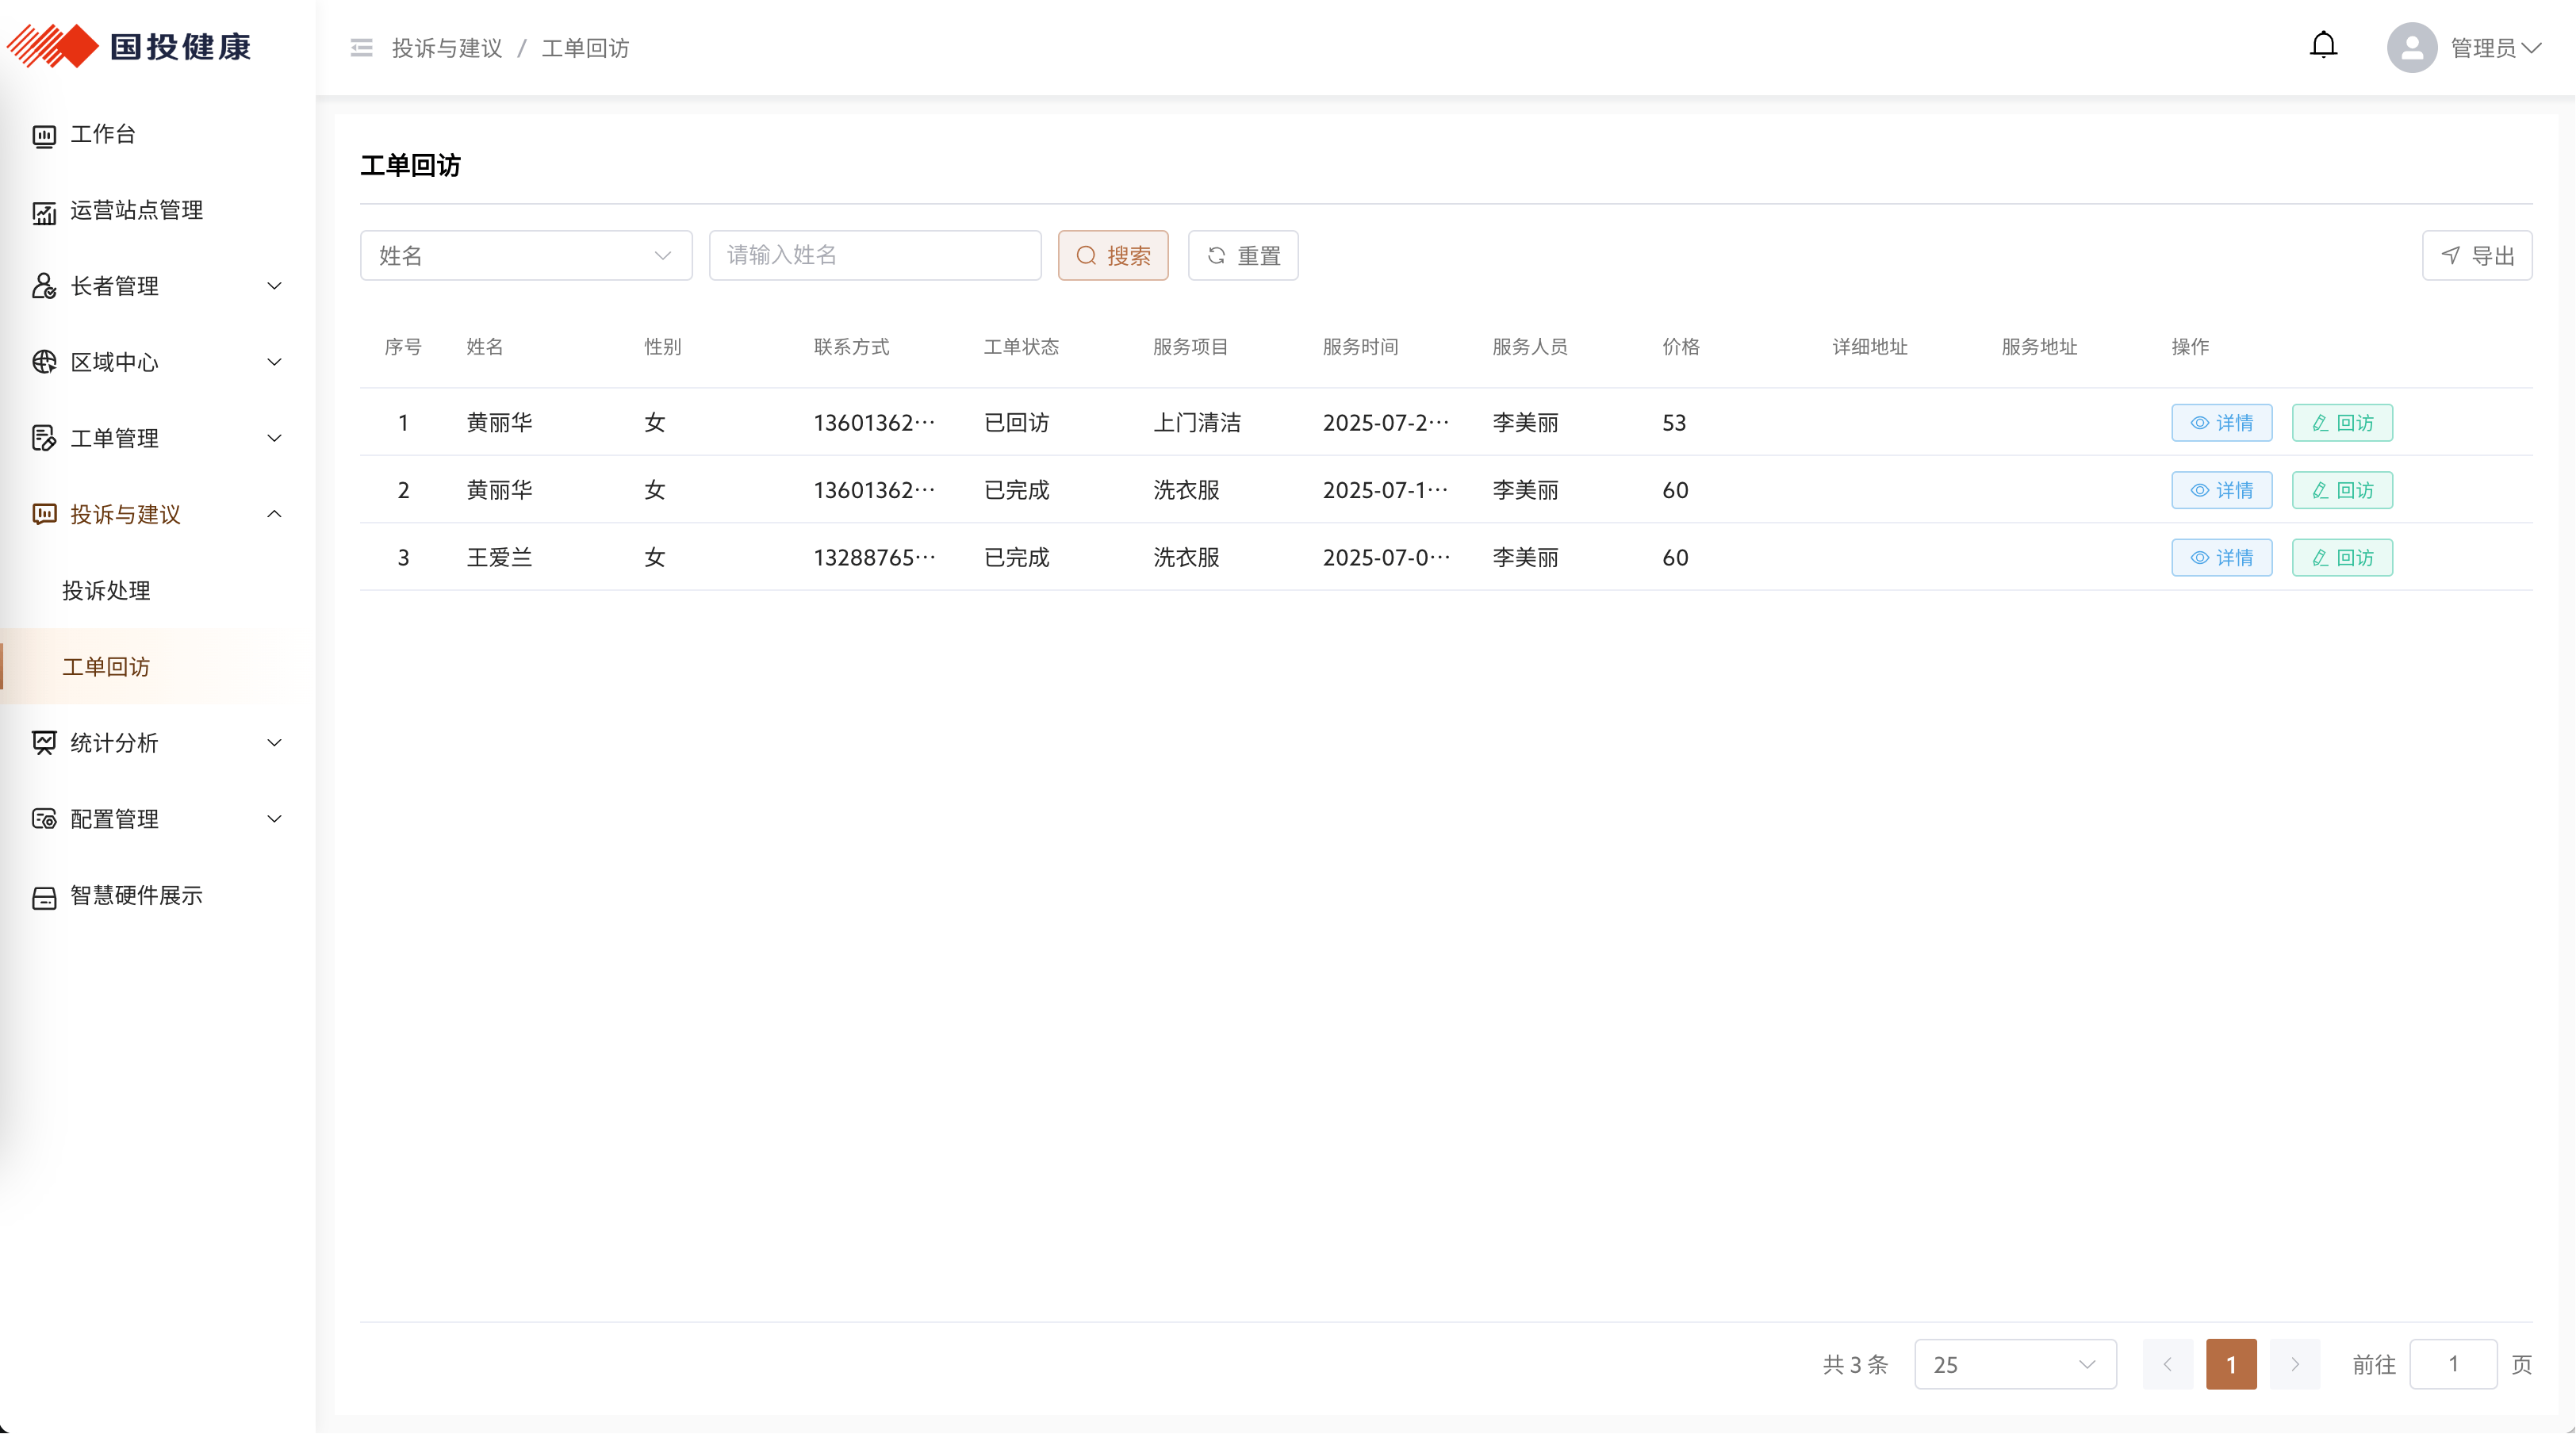 国投健康
投诉与建议 / 工单回访
管理员
工作台
运营站点管理
长者管理
区域中心
工单管理
投诉与建议
投诉处理
工单回访
统计分析
配置管理
智慧硬件展示
工单回访
姓名 请输入姓名 搜索 重置 导出
序号 姓名 性别 联系方式 工单状态 服务项目 服务时间 服务人员 价格 详细地址 服务地址 操作
1 黄丽华 女 13601362… 已回访 上门清洁 2025-07-2… 李美丽 53 详情 回访
2 黄丽华 女 13601362… 已完成 洗衣服 2025-07-1… 李美丽 60 详情 回访
3 王爱兰 女 13288765… 已完成 洗衣服 2025-07-0… 李美丽 60 详情 回访
共 3 条 25 1 前往 1 页